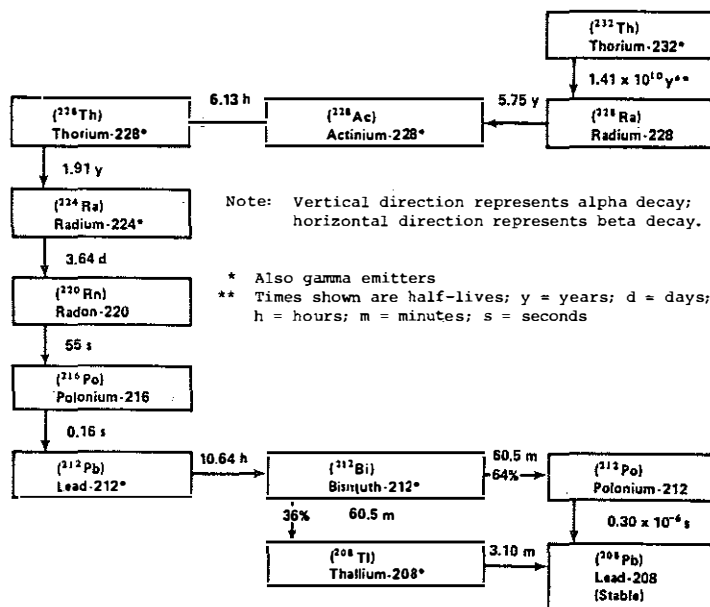 (²³²Th)
Thorium-232*
1.41 x 10¹⁰ y**
6.13 h
5.75 y
(²²⁸Th)
Thorium-228*
(²²⁸Ac)
Actinium-228*
(²²⁸Ra)
Radium-228
1.91 y
(²²⁴Ra)
Radium-224*
Note: Vertical direction represents alpha decay;
horizontal direction represents beta decay.
3.64 d
(²²⁰Rn)
Radon-220
* Also gamma emitters
** Times shown are half-lives; y = years; d = days;
h = hours; m = minutes; s = seconds
55 s
(²¹⁶Po)
Polonium-216
0.16 s
(²¹²Pb)
Lead-212*
10.64 h
(²¹²Bi)
Bismuth-212*
60.5 m
64%
(²¹²Po)
Polonium-212
36%
60.5 m
0.30 x 10⁻⁶ s
(²⁰⁸Tl)
Thallium-208*
3.10 m
(²⁰⁸Pb)
Lead-208
(Stable)